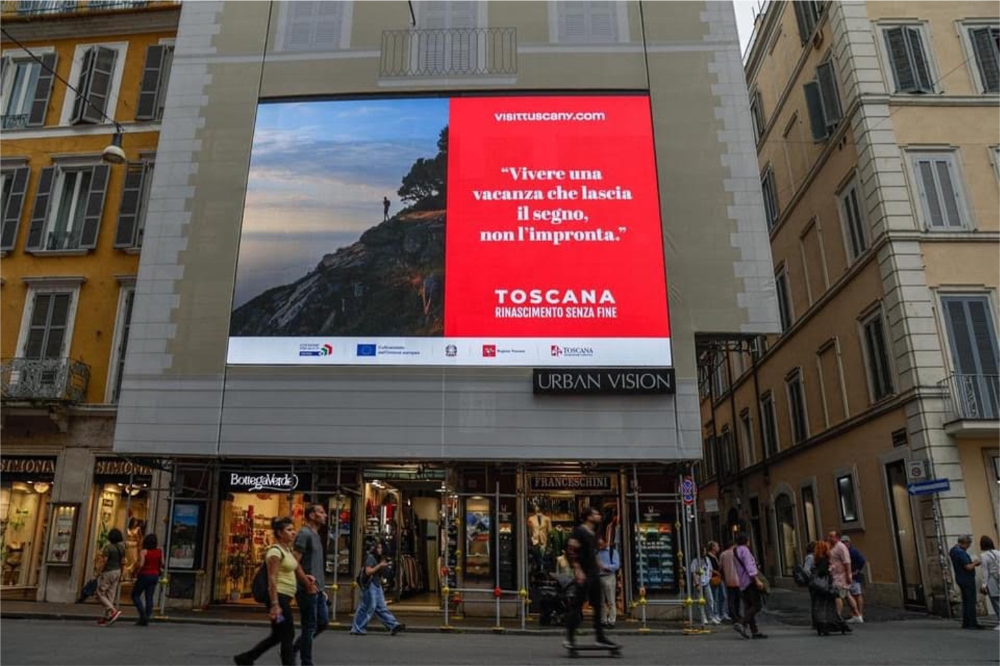 visittuscany.com
“Vivere una
vacanza che lascia
il segno,
non l’impronta.”
TOSCANA
RINASCIMENTO SENZA FINE
Cofinanziato
dall'Unione europea
Regione Toscana
TOSCANA
URBAN VISION
SIMONA
SIMONA
BottegaVerde
FRANCESCHINI